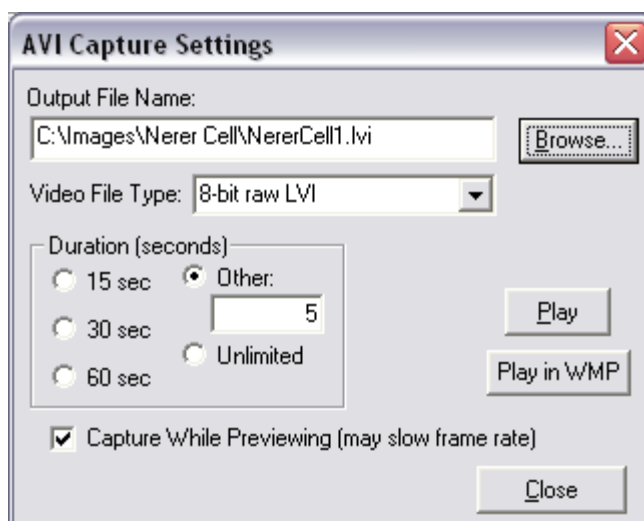 AVI Capture Settings
Output File Name:
C:\Images\Nerer Cell\NererCell1.lvi
Browse...
Video File Type: 8-bit raw LVI
Duration (seconds)
15 sec
Other:
5
30 sec
Unlimited
60 sec
Play
Play in WMP
Capture While Previewing (may slow frame rate)
Close